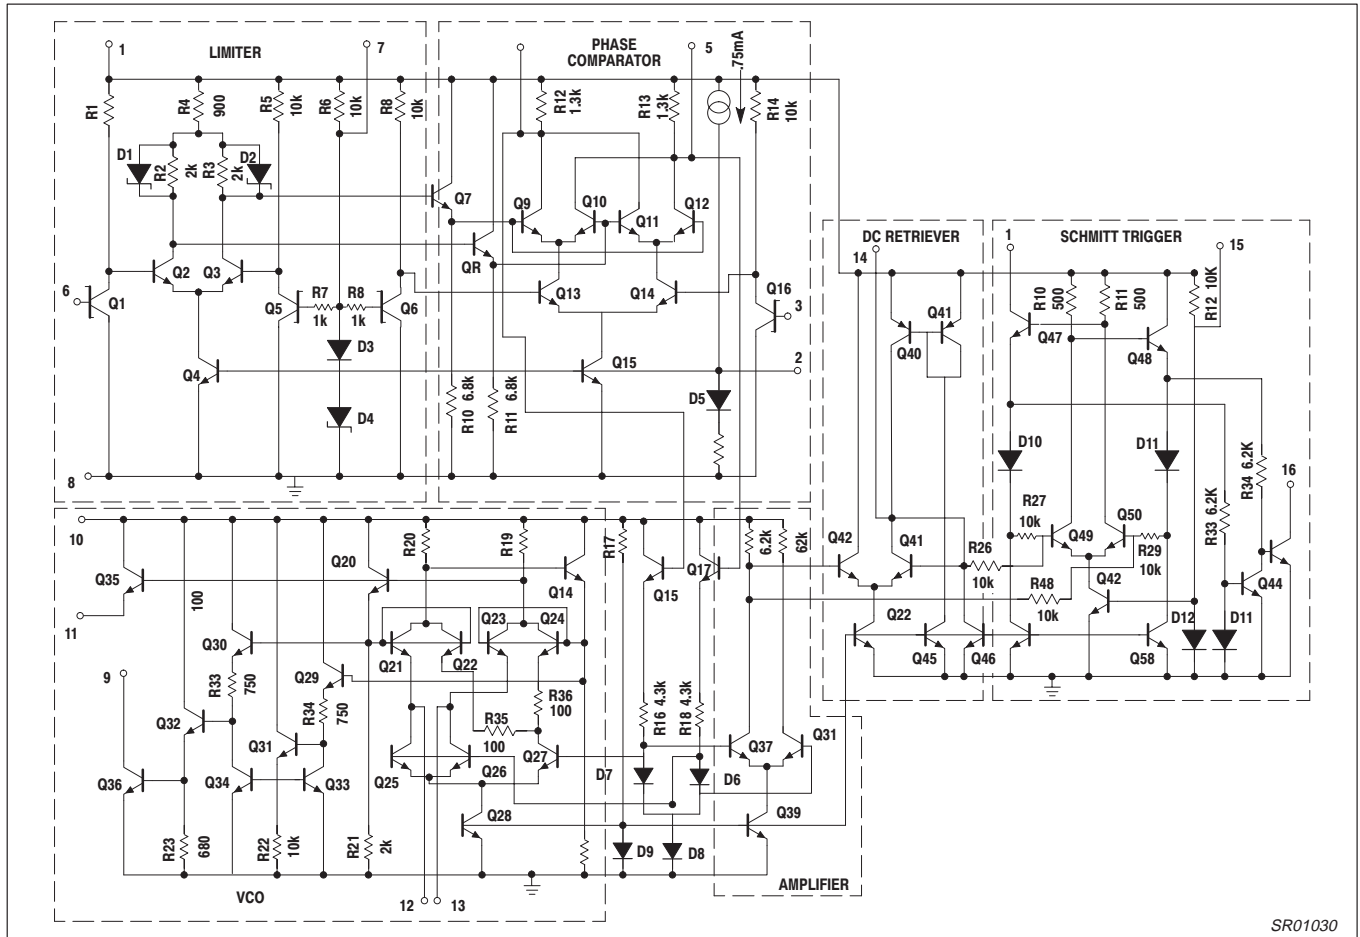 LIMITER
1
7
R1
R4
900
R5
10k
R6
10k
R8
10k
D1
R2
2k
R3
2k
D2
6
Q1
Q2
Q3
Q5
R7
1k
R8
1k
Q6
D3
Q4
D4
8
PHASE
COMPARATOR
5
.75mA
R12
1.3k
R13
1.3k
R14
10k
Q7
Q9
Q10
Q11
Q12
QR
Q13
Q14
Q16
3
Q15
2
R10
6.8k
R11
6.8k
D5
DC RETRIEVER
14
Q40
Q41
Q42
Q41
R26
10k
Q22
Q45
Q46
SCHMITT TRIGGER
1
15
R10
500
R11
500
R12
10K
Q47
Q48
D10
D11
R34 6.2K
16
R27
10k
Q49
Q50
R29
10k
R33 6.2K
Q44
R48
10k
Q42
D12
D11
Q58
10
Q35
100
11
9
Q30
Q20
R20
R19
Q14
R17
Q15
Q17
6.2k
62k
Q23
Q24
Q21
Q22
Q29
R33
750
R34
750
Q32
Q31
R36
100
R35
100
R16 4.3k
R18 4.3k
Q37
Q31
Q36
Q34
Q33
Q25
Q26
Q27
D7
D6
Q28
Q39
R23
680
R22
10k
R21
2k
D9
D8
VCO
12
13
AMPLIFIER
SR01030